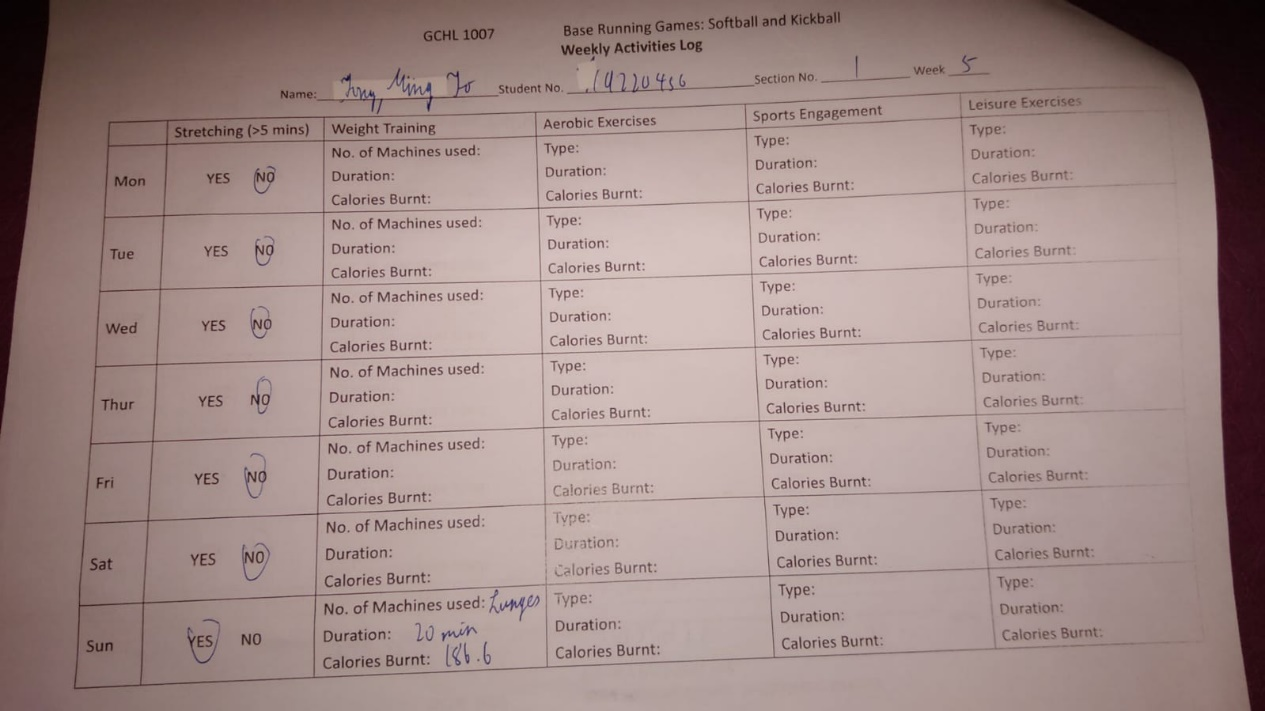 GCHL 1007 Base Running Games: Softball and Kickball
Weekly Activities Log
Name: Tong Ming To Student No. 19220456 Section No. 1 Week 5
Stretching (>5 mins) Weight Training Aerobic Exercises Sports Engagement Leisure Exercises
Mon YES NO
No. of Machines used: Type: Type: Type:
Duration: Duration: Duration: Duration:
Calories Burnt: Calories Burnt: Calories Burnt: Calories Burnt:
Tue YES NO
No. of Machines used: Type: Type: Type:
Duration: Duration: Duration: Duration:
Calories Burnt: Calories Burnt: Calories Burnt: Calories Burnt:
Wed YES NO
No. of Machines used: Type: Type: Type:
Duration: Duration: Duration: Duration:
Calories Burnt: Calories Burnt: Calories Burnt: Calories Burnt:
Thur YES NO
No. of Machines used: Type: Type: Type:
Duration: Duration: Duration: Duration:
Calories Burnt: Calories Burnt: Calories Burnt: Calories Burnt:
Fri YES NO
No. of Machines used: Type: Type: Type:
Duration: Duration: Duration: Duration:
Calories Burnt: Calories Burnt: Calories Burnt: Calories Burnt:
Sat YES NO
No. of Machines used: Type: Type: Type:
Duration: Duration: Duration: Duration:
Calories Burnt: Calories Burnt: Calories Burnt: Calories Burnt:
Sun YES NO
No. of Machines used: Lunges Type: Type: Type:
Duration: 20 min Duration: Duration: Duration:
Calories Burnt: 186.6 Calories Burnt: Calories Burnt: Calories Burnt: